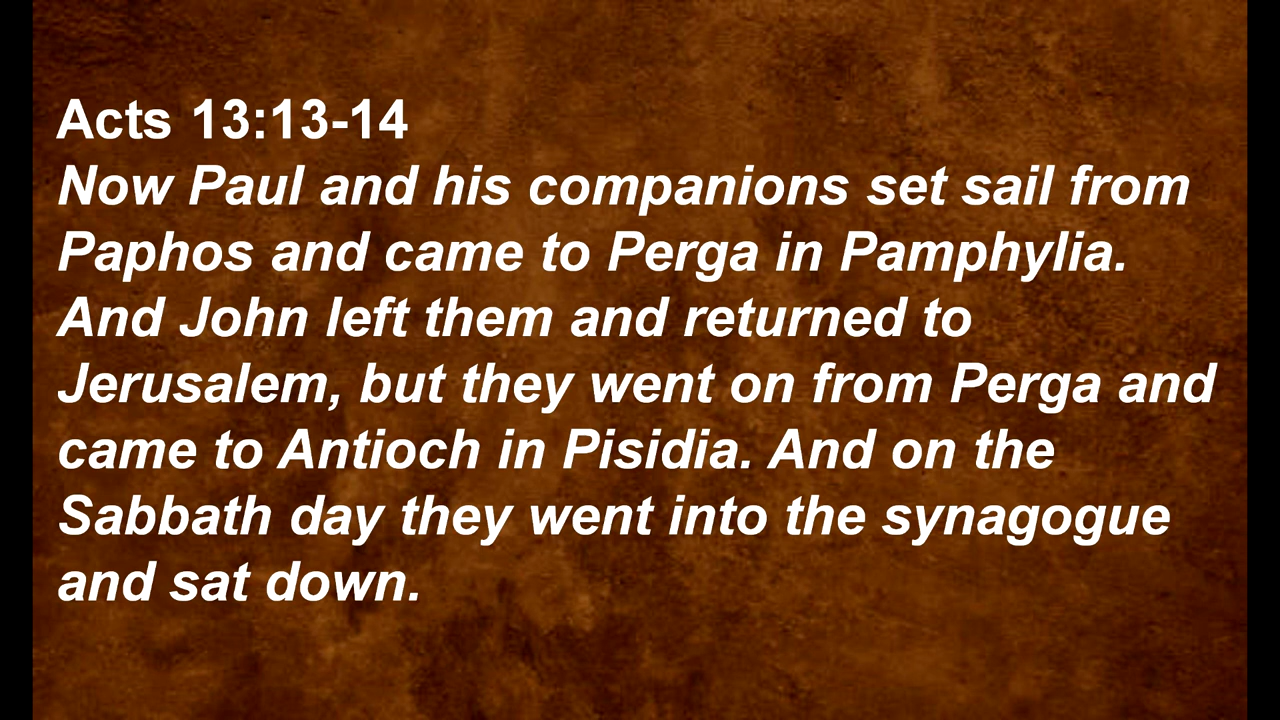 Acts 13:13-14
Now Paul and his companions set sail from
Paphos and came to Perga in Pamphylia.
And John left them and returned to
Jerusalem, but they went on from Perga and
came to Antioch in Pisidia. And on the
Sabbath day they went into the synagogue
and sat down.